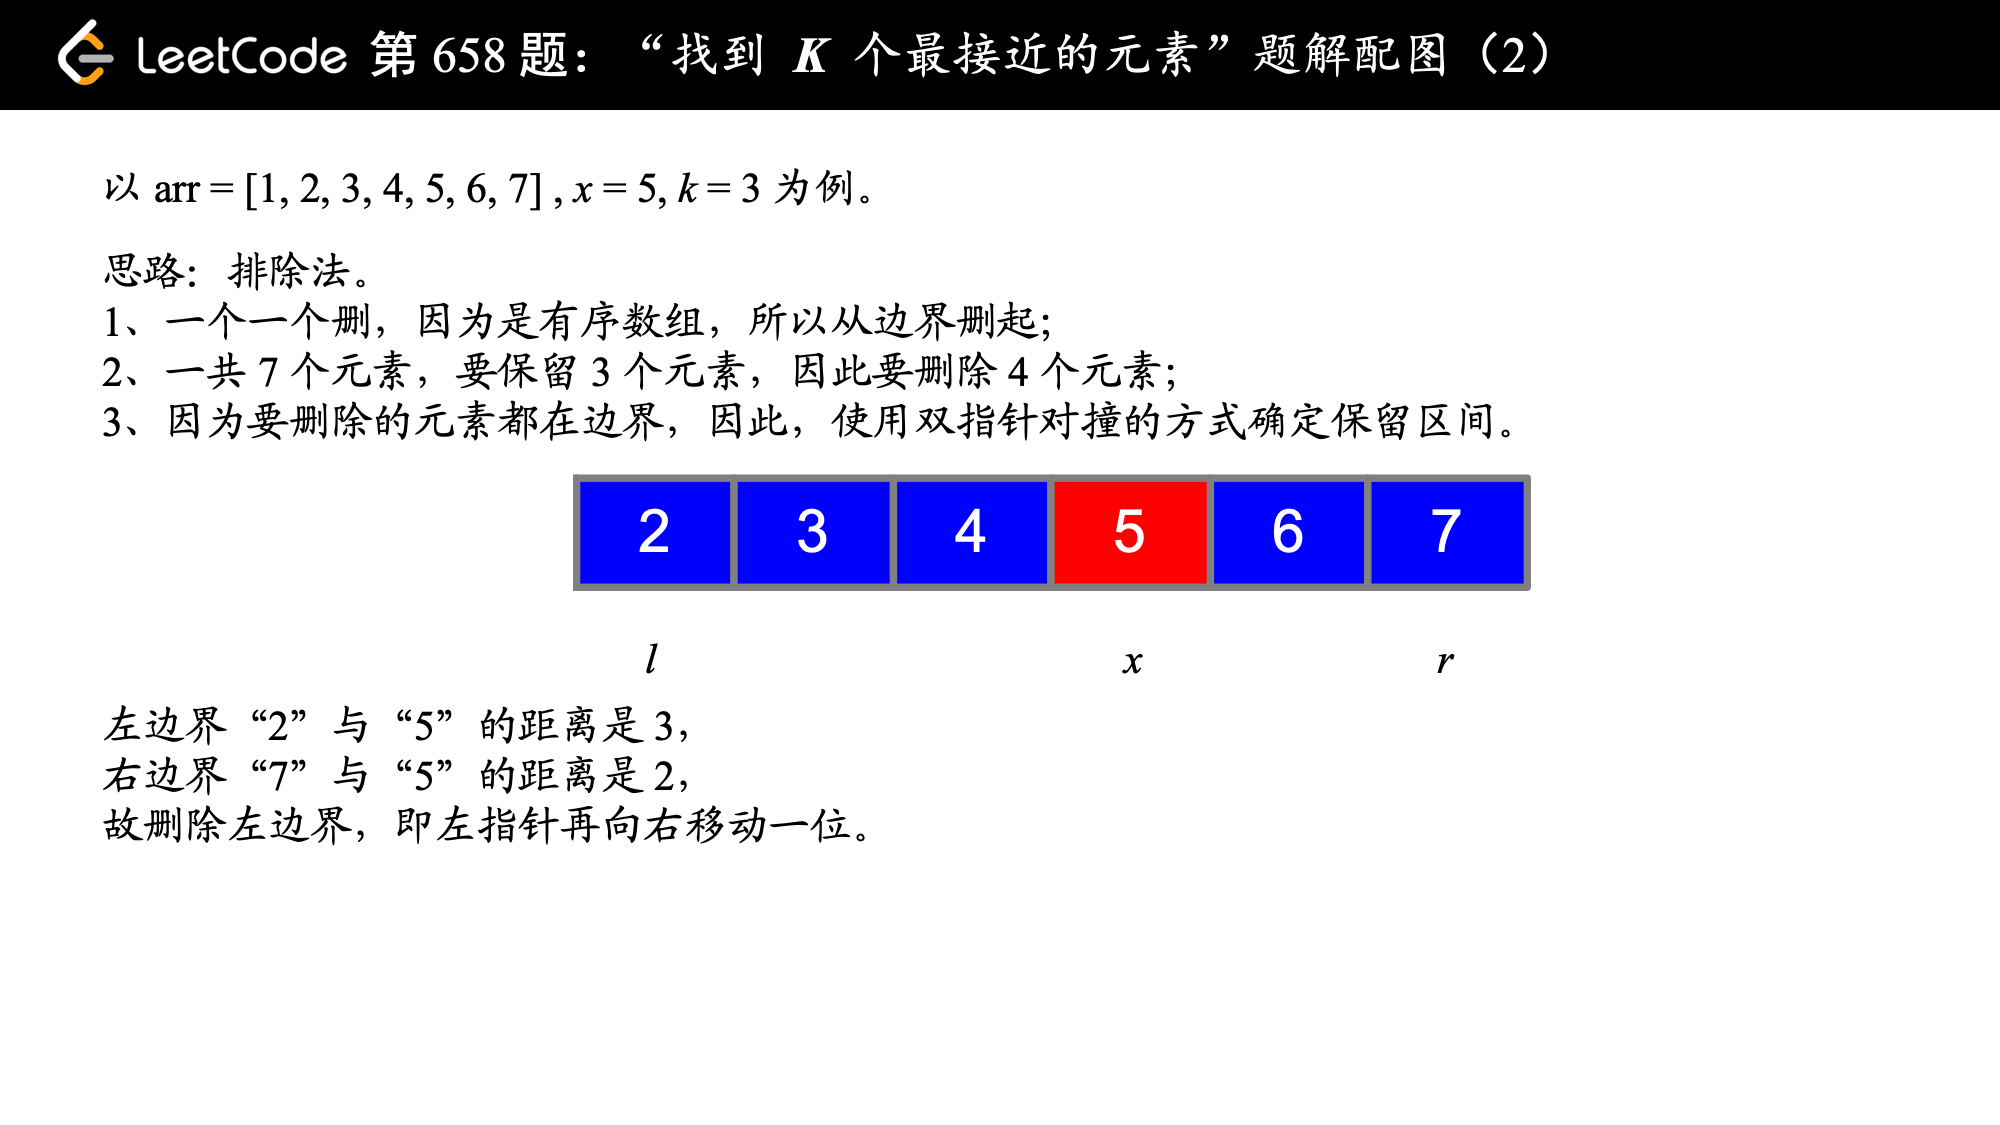 LeetCode 第 658 题：“找到 K 个最接近的元素”题解配图（2）
以 arr = [1, 2, 3, 4, 5, 6, 7] , x = 5, k = 3 为例。
思路：排除法。
1、一个一个删，因为是有序数组，所以从边界删起；
2、一共 7 个元素，要保留 3 个元素，因此要删除 4 个元素；
3、因为要删除的元素都在边界，因此，使用双指针对撞的方式确定保留区间。
2 3 4 5 6 7
l x r
左边界“2”与“5”的距离是 3，
右边界“7”与“5”的距离是 2，
故删除左边界，即左指针再向右移动一位。